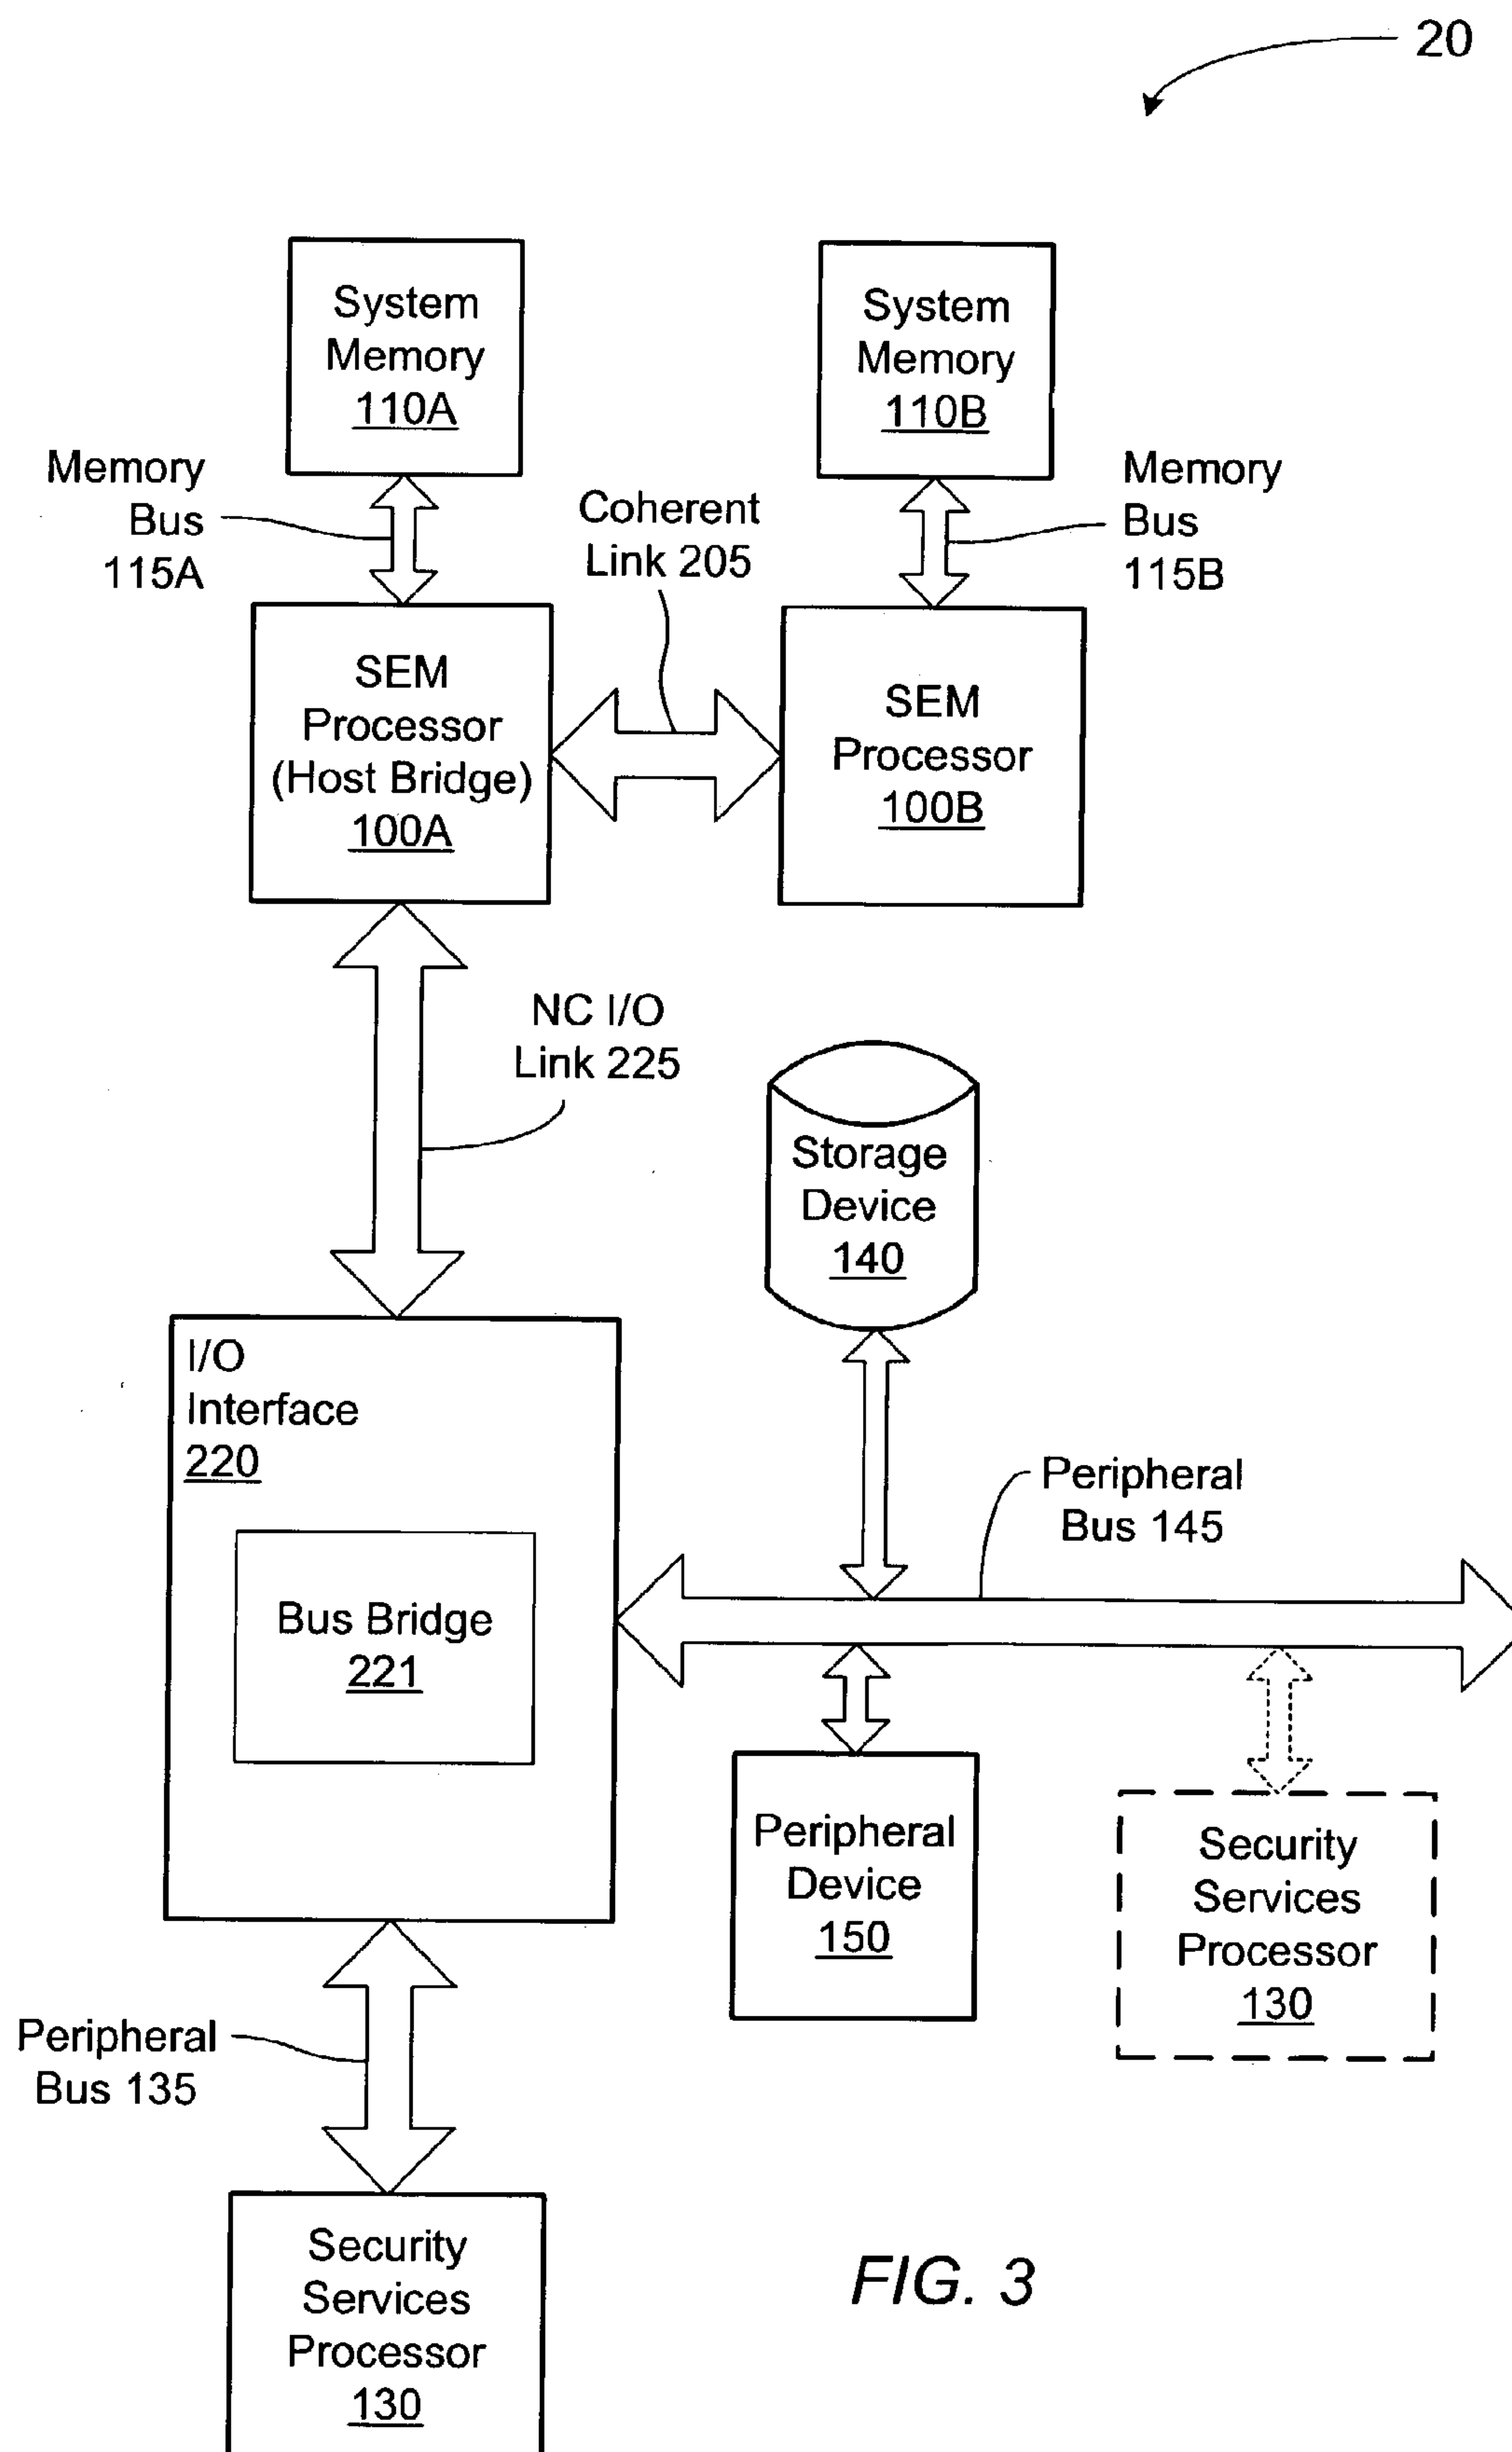 20
System
Memory
110A
System
Memory
110B
Memory
Bus
115A
Coherent
Link 205
Memory
Bus
115B
SEM
Processor
(Host Bridge)
100A
SEM
Processor
100B
NC I/O
Link 225
Storage
Device
140
I/O
Interface
220
Peripheral
Bus 145
Bus Bridge
221
Peripheral
Device
150
Security
Services
Processor
130
Peripheral
Bus 135
Security
Services
Processor
130
FIG. 3